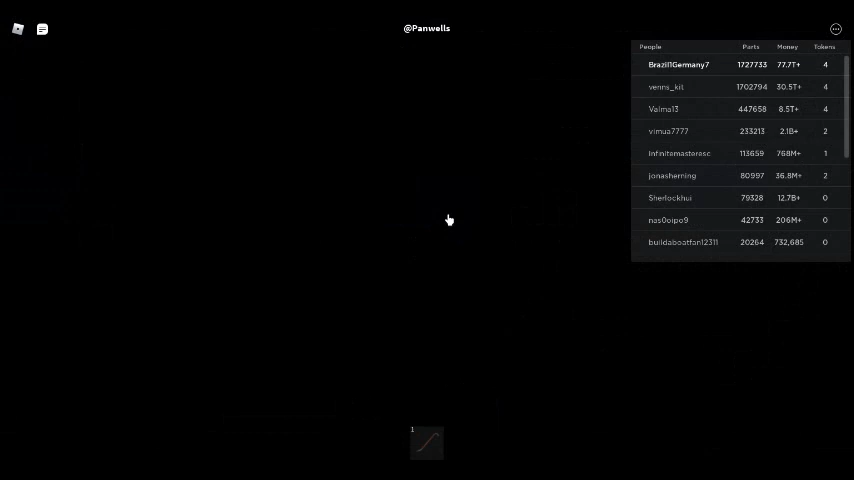 @Panwells
People Parts Money Tokens
Brazil1Germany7 1727733 77.7T+ 4
venns_kit 1702794 30.5T+ 4
Valma13 447658 8.5T+ 4
vimua7777 233213 2.1B+ 2
Infinitemasteresc 113659 768M+ 1
jonasherning 80997 36.8M+ 2
Sherlockhui 79328 12.7B+ 0
nas0oipo9 42733 206M+ 0
buildaboatfan12311 20264 732,685 0
1